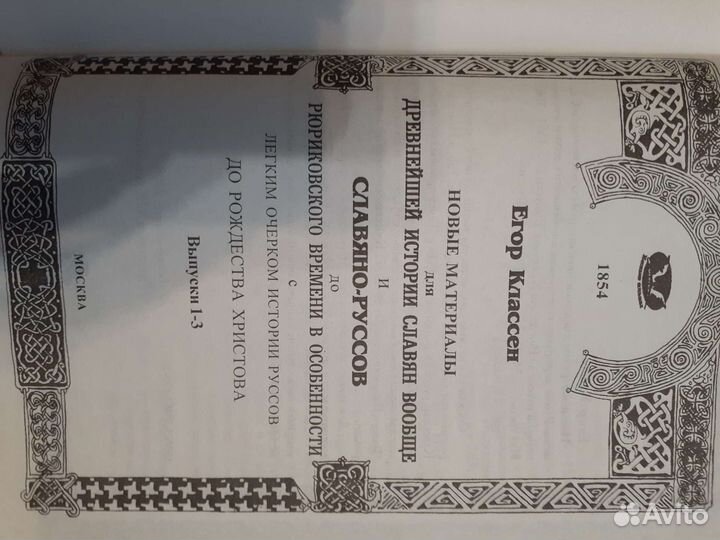 1854
Егор Классен
НОВЫЕ МАТЕРИАЛЫ
для
ДРЕВНЕЙШЕЙ ИСТОРИИ СЛАВЯН ВООБЩЕ
И
СЛАВЯНО-РУССОВ
ДО
РЮРИКОВСКОГО ВРЕМЕНИ В ОСОБЕННОСТИ
с
ЛЕГКИМ ОЧЕРКОМ ИСТОРИИ РУССОВ
ДО РОЖДЕСТВА ХРИСТОВА
Выпуски 1-3
МОСКВА
Avito